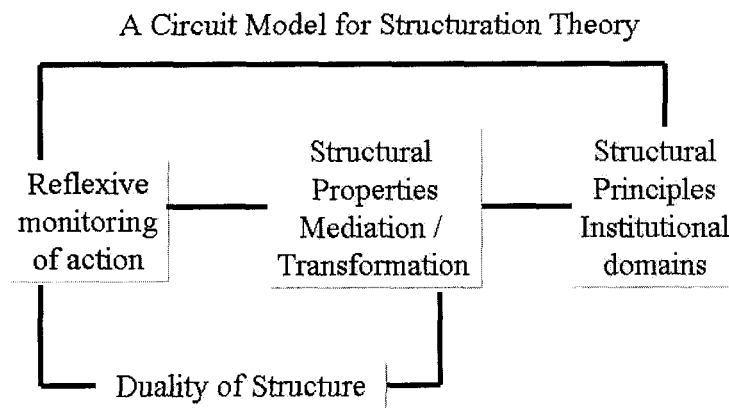 A Circuit Model for Structuration Theory
Reflexive
monitoring
of action
Structural
Properties
Mediation /
Transformation
Structural
Principles
Institutional
domains
Duality of Structure